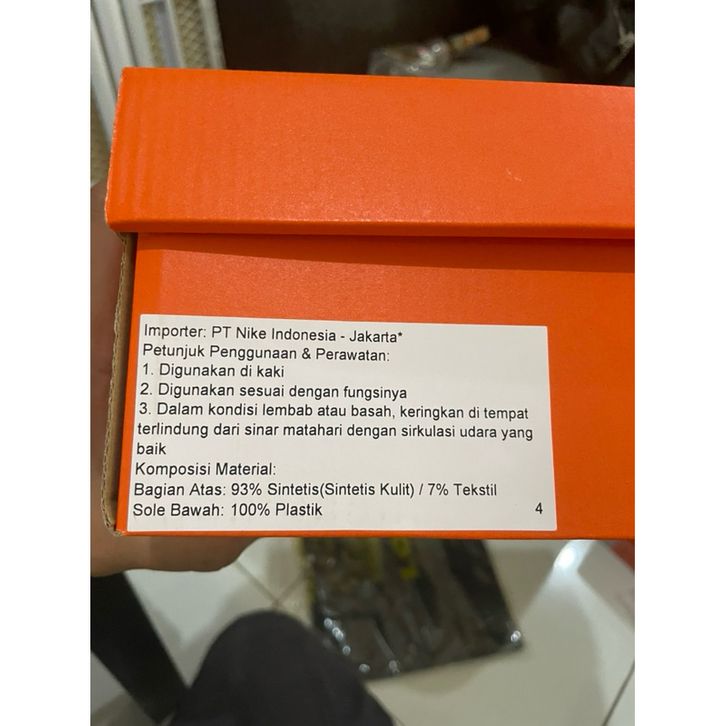 Importer: PT Nike Indonesia - Jakarta*
Petunjuk Penggunaan & Perawatan:
1. Digunakan di kaki
2. Digunakan sesuai dengan fungsinya
3. Dalam kondisi lembab atau basah, keringkan di tempat
terlindung dari sinar matahari dengan sirkulasi udara yang
baik
Komposisi Material:
Bagian Atas: 93% Sintetis(Sintetis Kulit) / 7% Tekstil
Sole Bawah: 100% Plastik 4